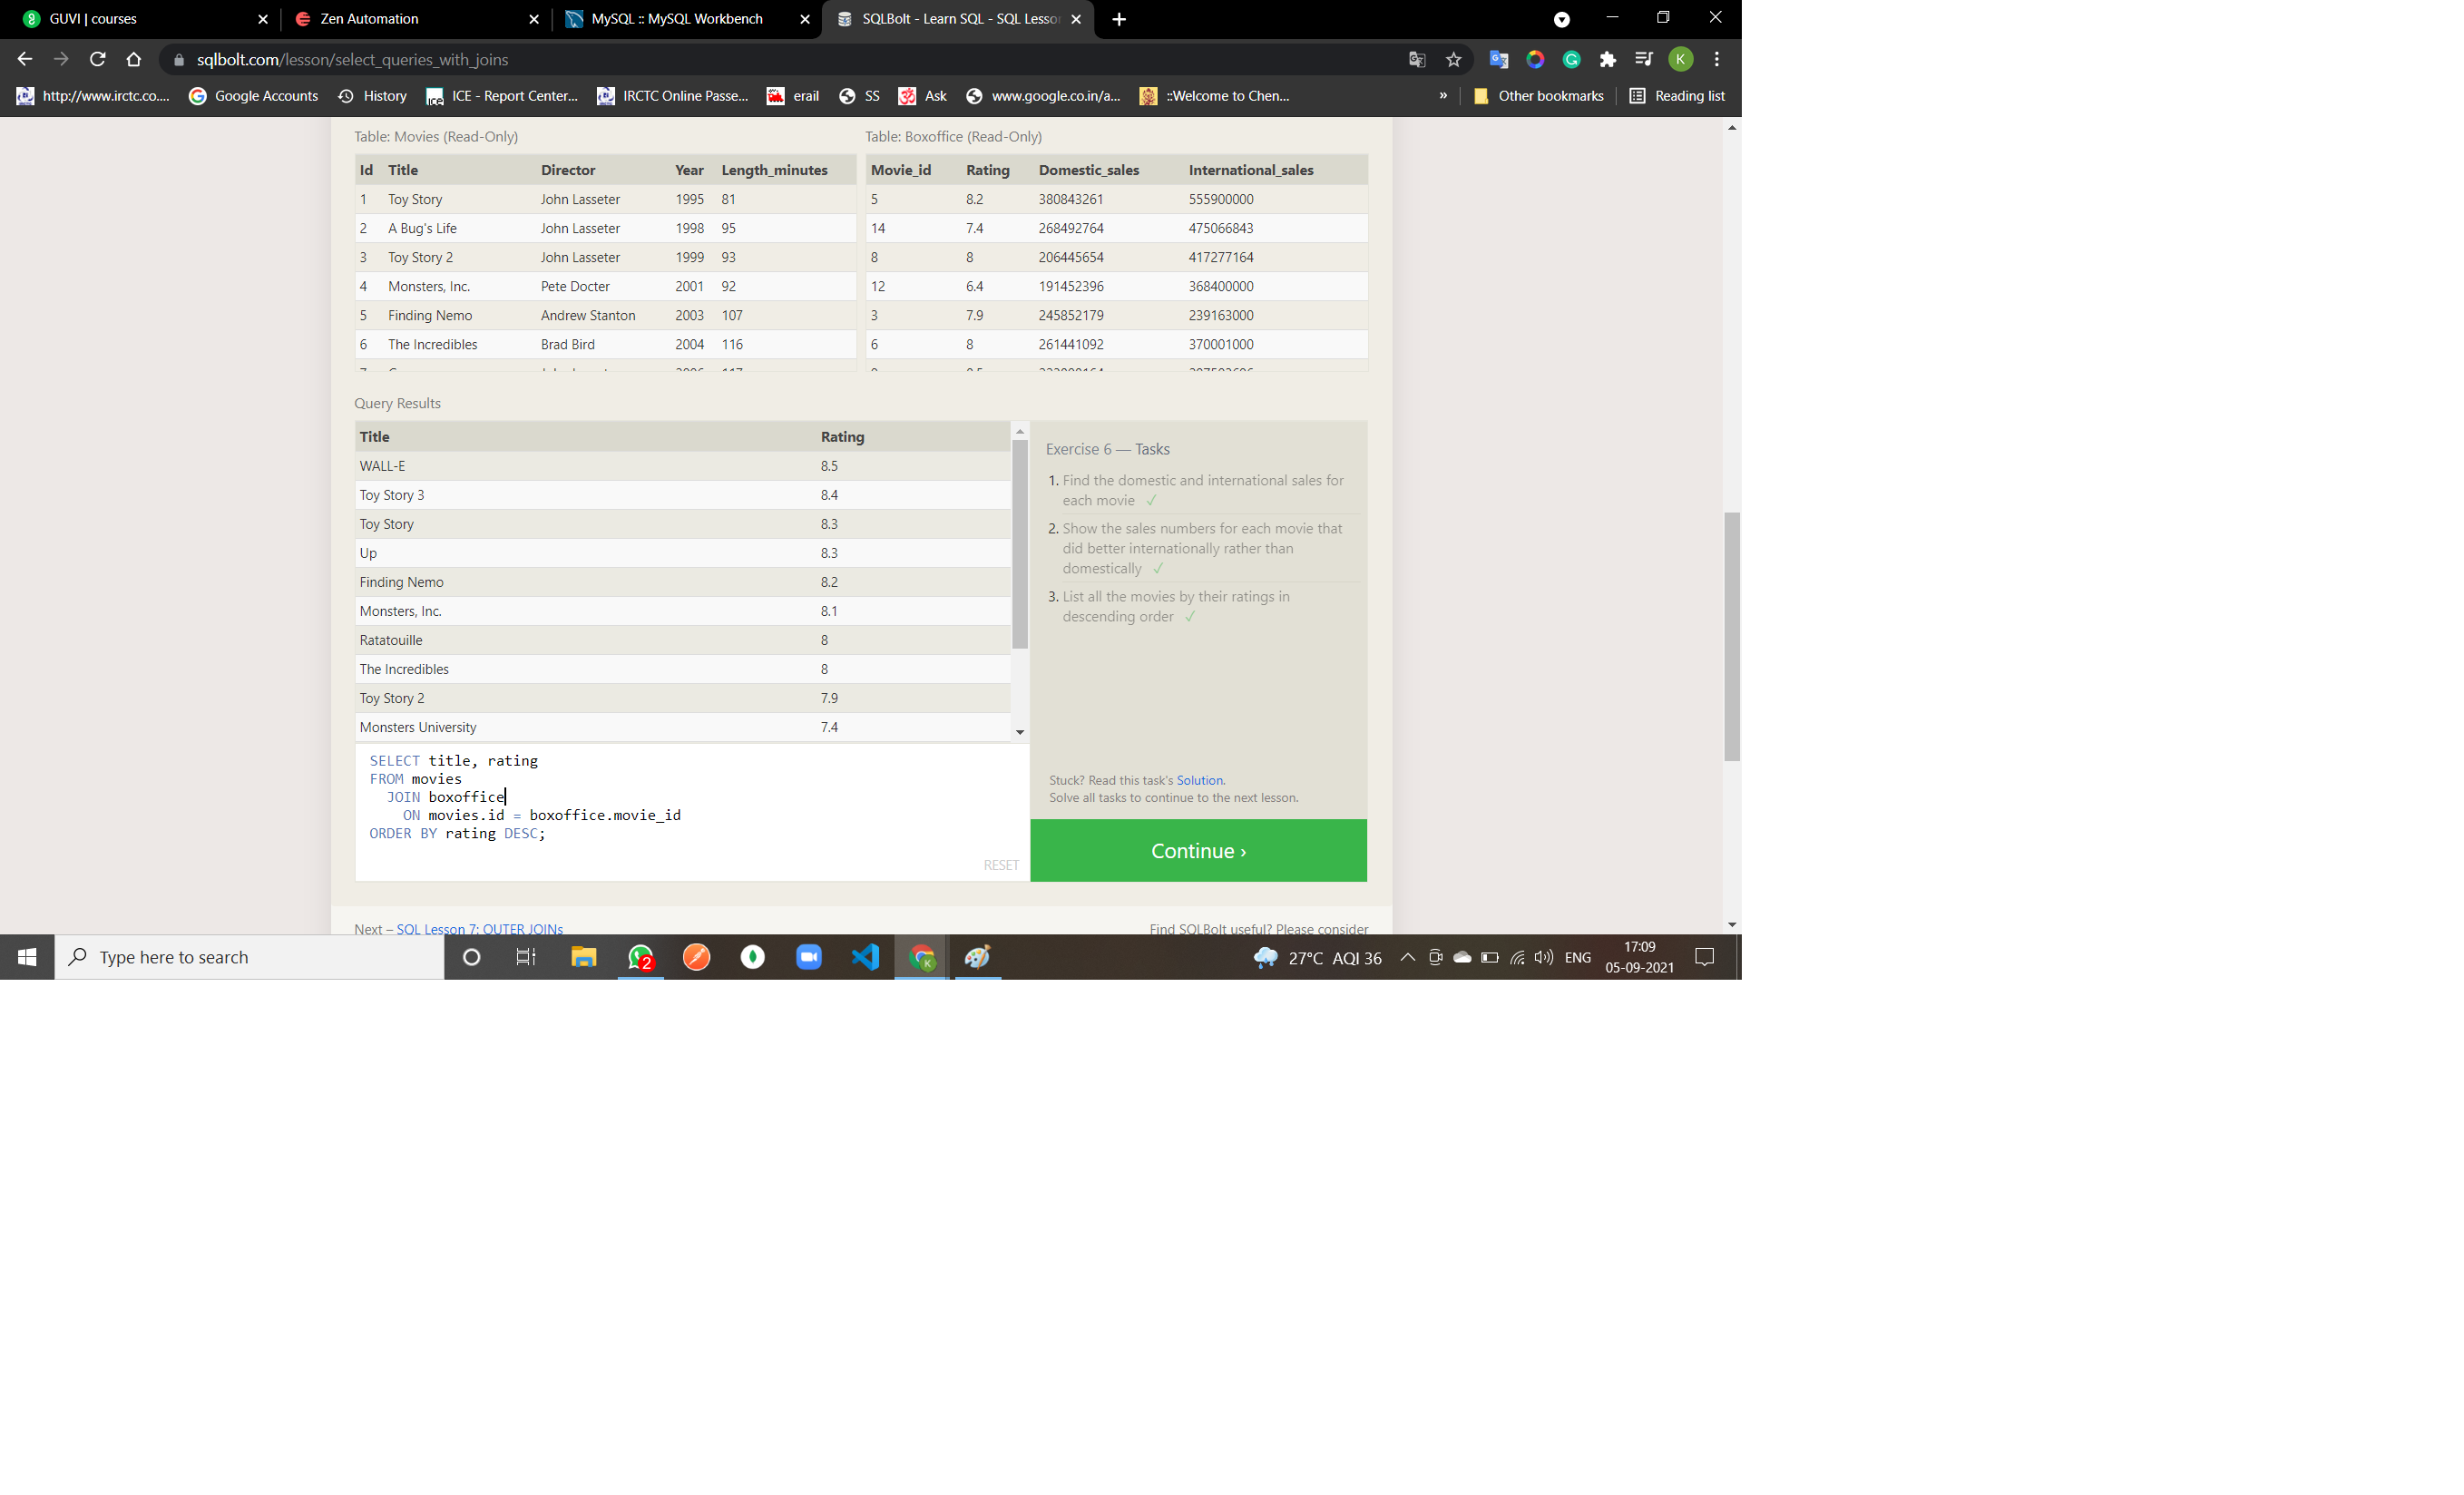 GUVI | courses
Zen Automation
MySQL :: MySQL Workbench
SQLBolt - Learn SQL - SQL Lesso
sqlbolt.com/lesson/select_queries_with_joins
K
http://www.irctc.co....
Google Accounts
History
ICE - Report Center...
IRCTC Online Passe...
erail
SS
Ask
www.google.co.in/a...
::Welcome to Chen...
»
Other bookmarks
Reading list
Table: Movies (Read-Only)
Id Title Director Year Length_minutes
1 Toy Story John Lasseter 1995 81
2 A Bug's Life John Lasseter 1998 95
3 Toy Story 2 John Lasseter 1999 93
4 Monsters, Inc. Pete Docter 2001 92
5 Finding Nemo Andrew Stanton 2003 107
6 The Incredibles Brad Bird 2004 116
Table: Boxoffice (Read-Only)
Movie_id Rating Domestic_sales International_sales
5 8.2 380843261 555900000
14 7.4 268492764 475066843
8 8 206445654 417277164
12 6.4 191452396 368400000
3 7.9 245852179 239163000
6 8 261441092 370001000
Query Results
Title Rating
WALL-E 8.5
Toy Story 3 8.4
Toy Story 8.3
Up 8.3
Finding Nemo 8.2
Monsters, Inc. 8.1
Ratatouille 8
The Incredibles 8
Toy Story 2 7.9
Monsters University 7.4
SELECT title, rating
FROM movies
JOIN boxoffice
ON movies.id = boxoffice.movie_id
ORDER BY rating DESC;
RESET
Exercise 6 — Tasks
1. Find the domestic and international sales for
each movie ✓
2. Show the sales numbers for each movie that
did better internationally rather than
domestically ✓
3. List all the movies by their ratings in
descending order ✓
Stuck? Read this task's Solution.
Solve all tasks to continue to the next lesson.
Continue ›
Next – SQL Lesson 7: OUTER JOINs
Find SQLBolt useful? Please consider
Type here to search
2
K
27°C AQI 36
ENG
17:09
05-09-2021